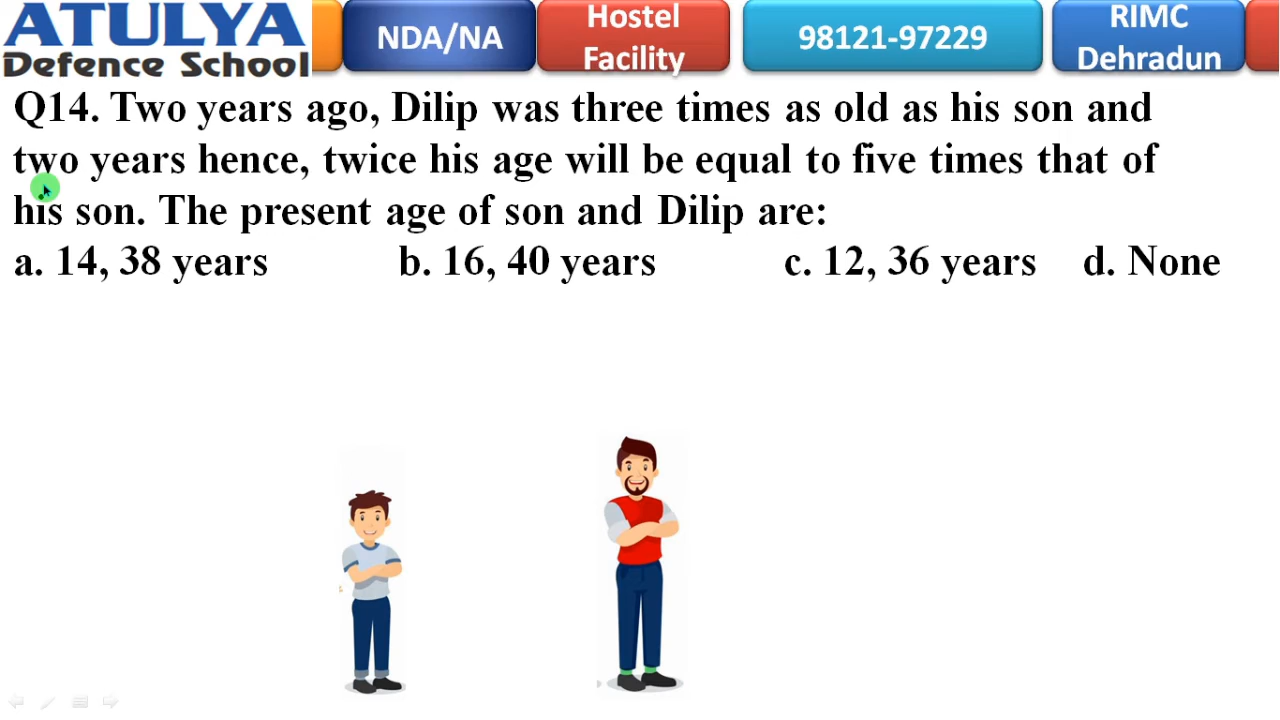 ATULYA
Defence School
NDA/NA
Hostel
Facility
98121-97229
RIMC
Dehradun
Q14. Two years ago, Dilip was three times as old as his son and
two years hence, twice his age will be equal to five times that of
his son. The present age of son and Dilip are:
a. 14, 38 years b. 16, 40 years c. 12, 36 years d. None